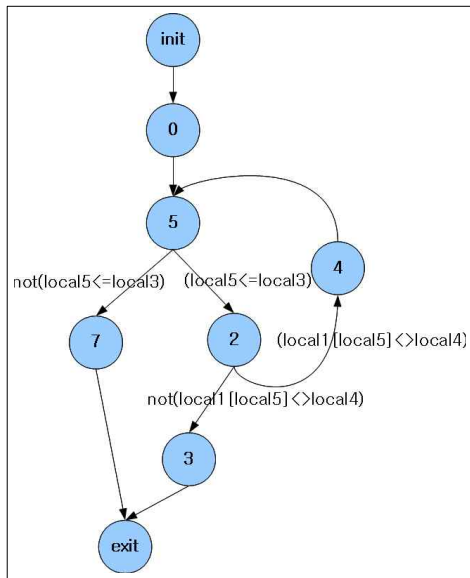 init
0
5
4
not(local5<=local3)
(local5<=local3)
7
2
(local1[local5]<>local4)
not(local1[local5]<>local4)
3
exit